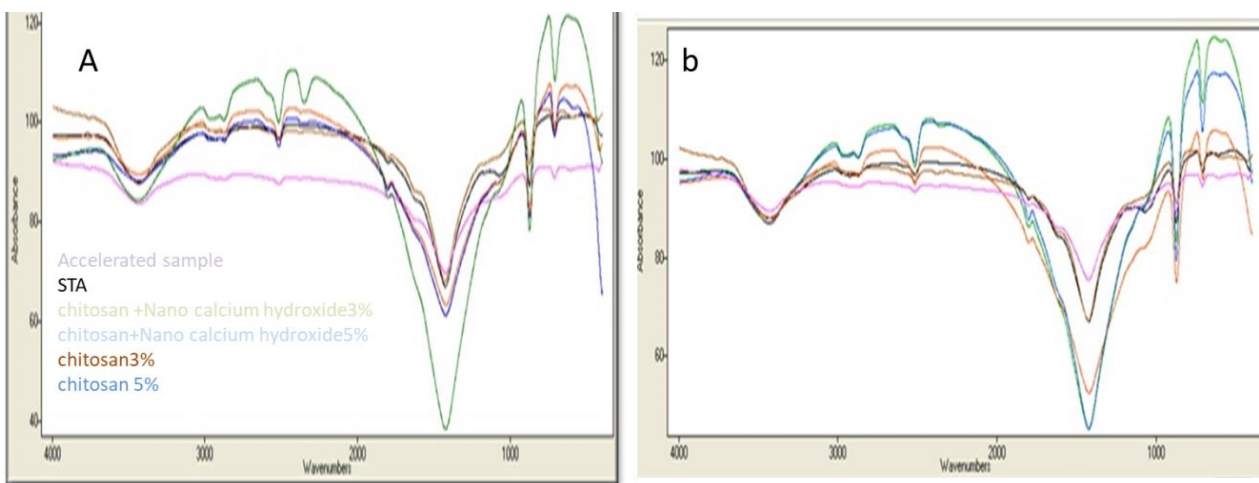 A
120
100
80
60
40
Absorbance
Accelerated sample
STA
chitosan +Nano calcium hydroxide3%
chitosan+Nano calcium hydroxide5%
chitosan3%
chitosan 5%
4000
3000
2000
1000
Wavenumbers
b
120
100
80
60
Absorbance
4000
3000
2000
1000
Wavenumbers